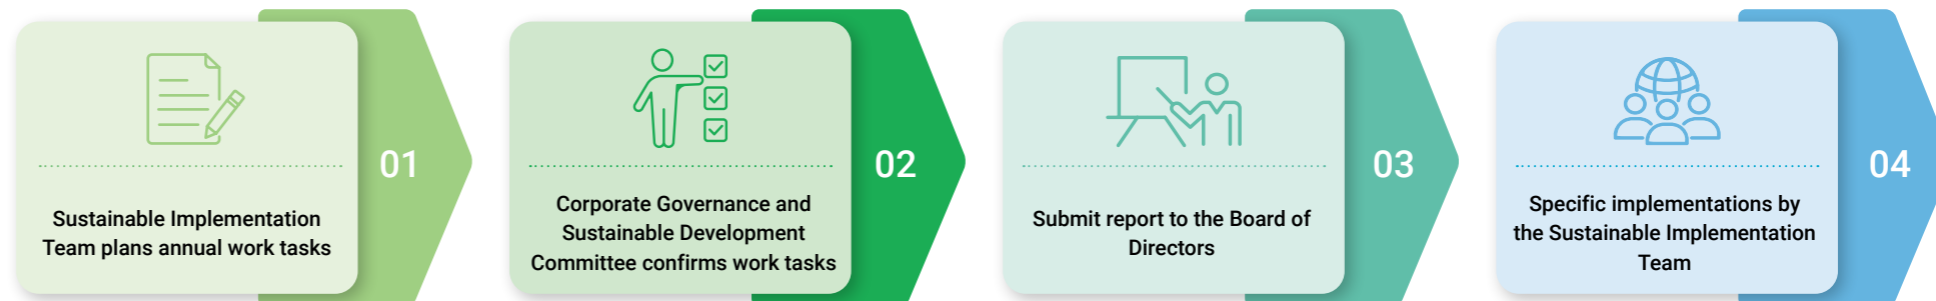 01
Sustainable Implementation
Team plans annual work tasks
02
Corporate Governance and
Sustainable Development
Committee confirms work tasks
03
Submit report to the Board of
Directors
04
Specific implementations by
the Sustainable Implementation
Team